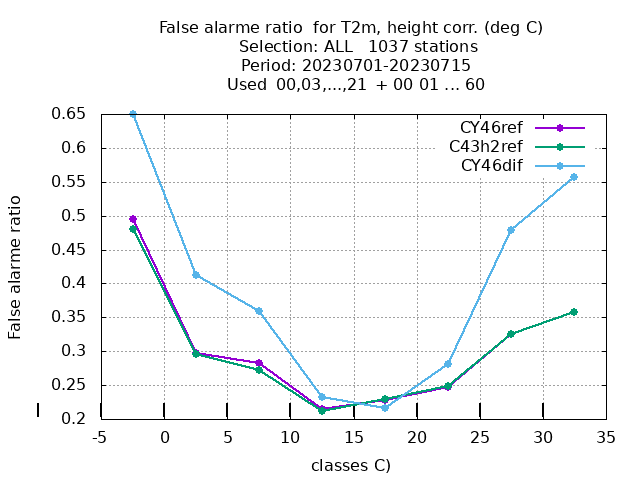 False alarme ratio  for T2m, height corr. (deg C)
Selection: ALL   1037 stations
Period: 20230701-20230715
Used  00,03,...,21  + 00 01 ... 60
CY46ref
C43h2ref
CY46dif
False alarme ratio
0.65
0.6
0.55
0.5
0.45
0.4
0.35
0.3
0.25
0.2
-5 0 5 10 15 20 25 30 35
classes C)